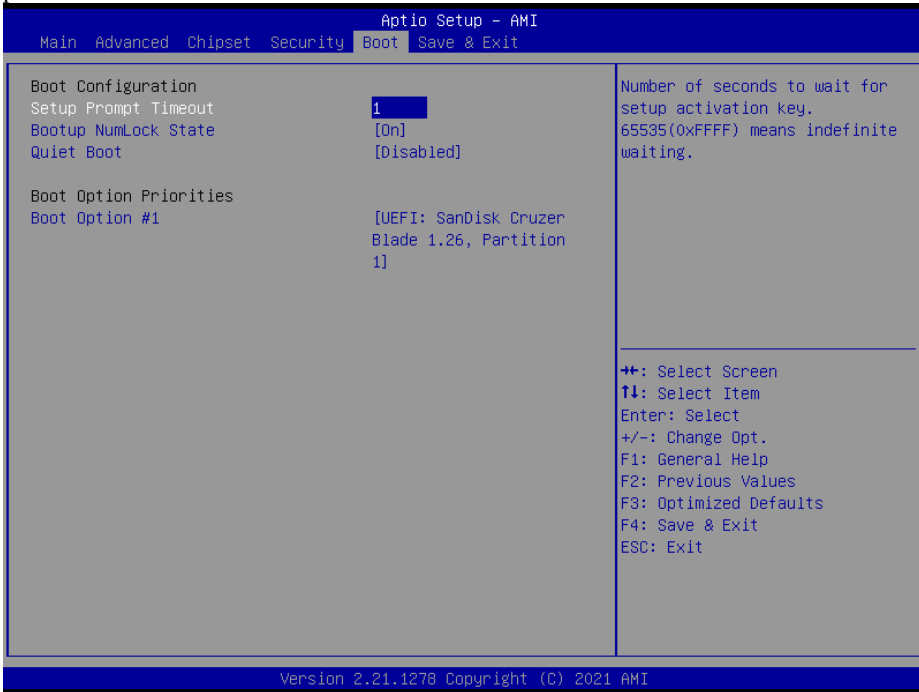 Aptio Setup - AMI
Main Advanced Chipset Security Boot Save & Exit
Boot Configuration
Setup Prompt Timeout 1
Bootup NumLock State [On]
Quiet Boot [Disabled]
Boot Option Priorities
Boot Option #1 [UEFI: SanDisk Cruzer
Blade 1.26, Partition
1]
Number of seconds to wait for
setup activation key.
65535(0xFFFF) means indefinite
waiting.
→←: Select Screen
↑↓: Select Item
Enter: Select
+/-: Change Opt.
F1: General Help
F2: Previous Values
F3: Optimized Defaults
F4: Save & Exit
ESC: Exit
Version 2.21.1278 Copyright (C) 2021 AMI